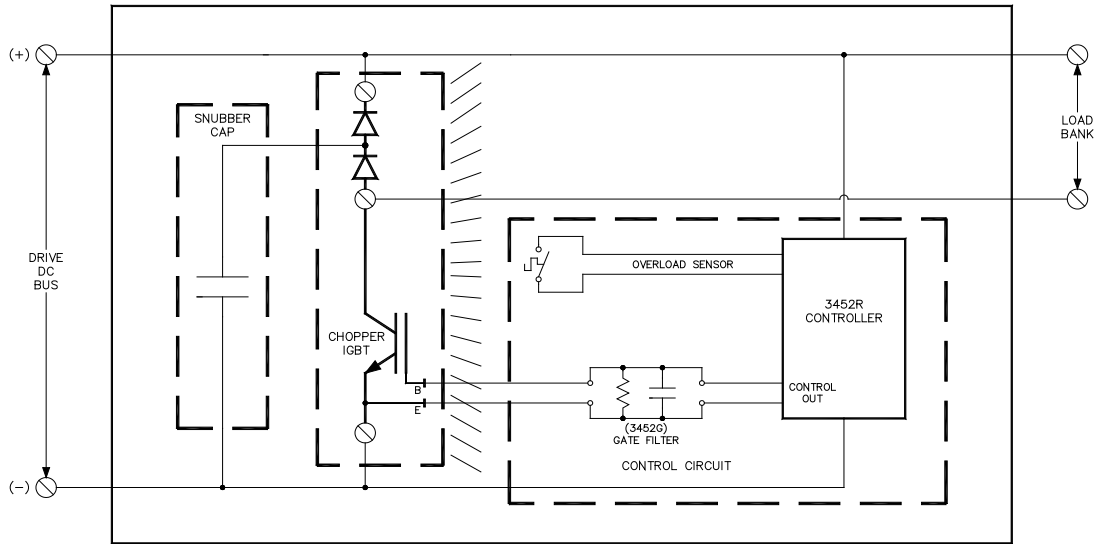 (+)
SNUBBER
CAP
LOAD
BANK
DRIVE
DC
BUS
OVERLOAD SENSOR
3452R
CONTROLLER
CHOPPER
IGBT
B
E
CONTROL
OUT
(3452G)
GATE FILTER
CONTROL CIRCUIT
(-)